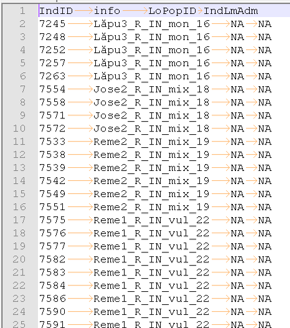 1 IndID info LoPopID IndLmAdm
2 7245 Lăpu3_R_IN_mon_16 NA NA
3 7248 Lăpu3_R_IN_mon_16 NA NA
4 7252 Lăpu3_R_IN_mon_16 NA NA
5 7257 Lăpu3_R_IN_mon_16 NA NA
6 7263 Lăpu3_R_IN_mon_16 NA NA
7 7554 Jose2_R_IN_mix_18 NA NA
8 7558 Jose2_R_IN_mix_18 NA NA
9 7571 Jose2_R_IN_mix_18 NA NA
10 7572 Jose2_R_IN_mix_18 NA NA
11 7533 Reme2_R_IN_mix_19 NA NA
12 7538 Reme2_R_IN_mix_19 NA NA
13 7539 Reme2_R_IN_mix_19 NA NA
14 7542 Reme2_R_IN_mix_19 NA NA
15 7549 Reme2_R_IN_mix_19 NA NA
16 7551 Reme2_R_IN_mix_19 NA NA
17 7575 Reme1_R_IN_vul_22 NA NA
18 7576 Reme1_R_IN_vul_22 NA NA
19 7577 Reme1_R_IN_vul_22 NA NA
20 7582 Reme1_R_IN_vul_22 NA NA
21 7583 Reme1_R_IN_vul_22 NA NA
22 7584 Reme1_R_IN_vul_22 NA NA
23 7586 Reme1_R_IN_vul_22 NA NA
24 7590 Reme1_R_IN_vul_22 NA NA
25 7591 Reme1_R_IN_vul_22 NA NA